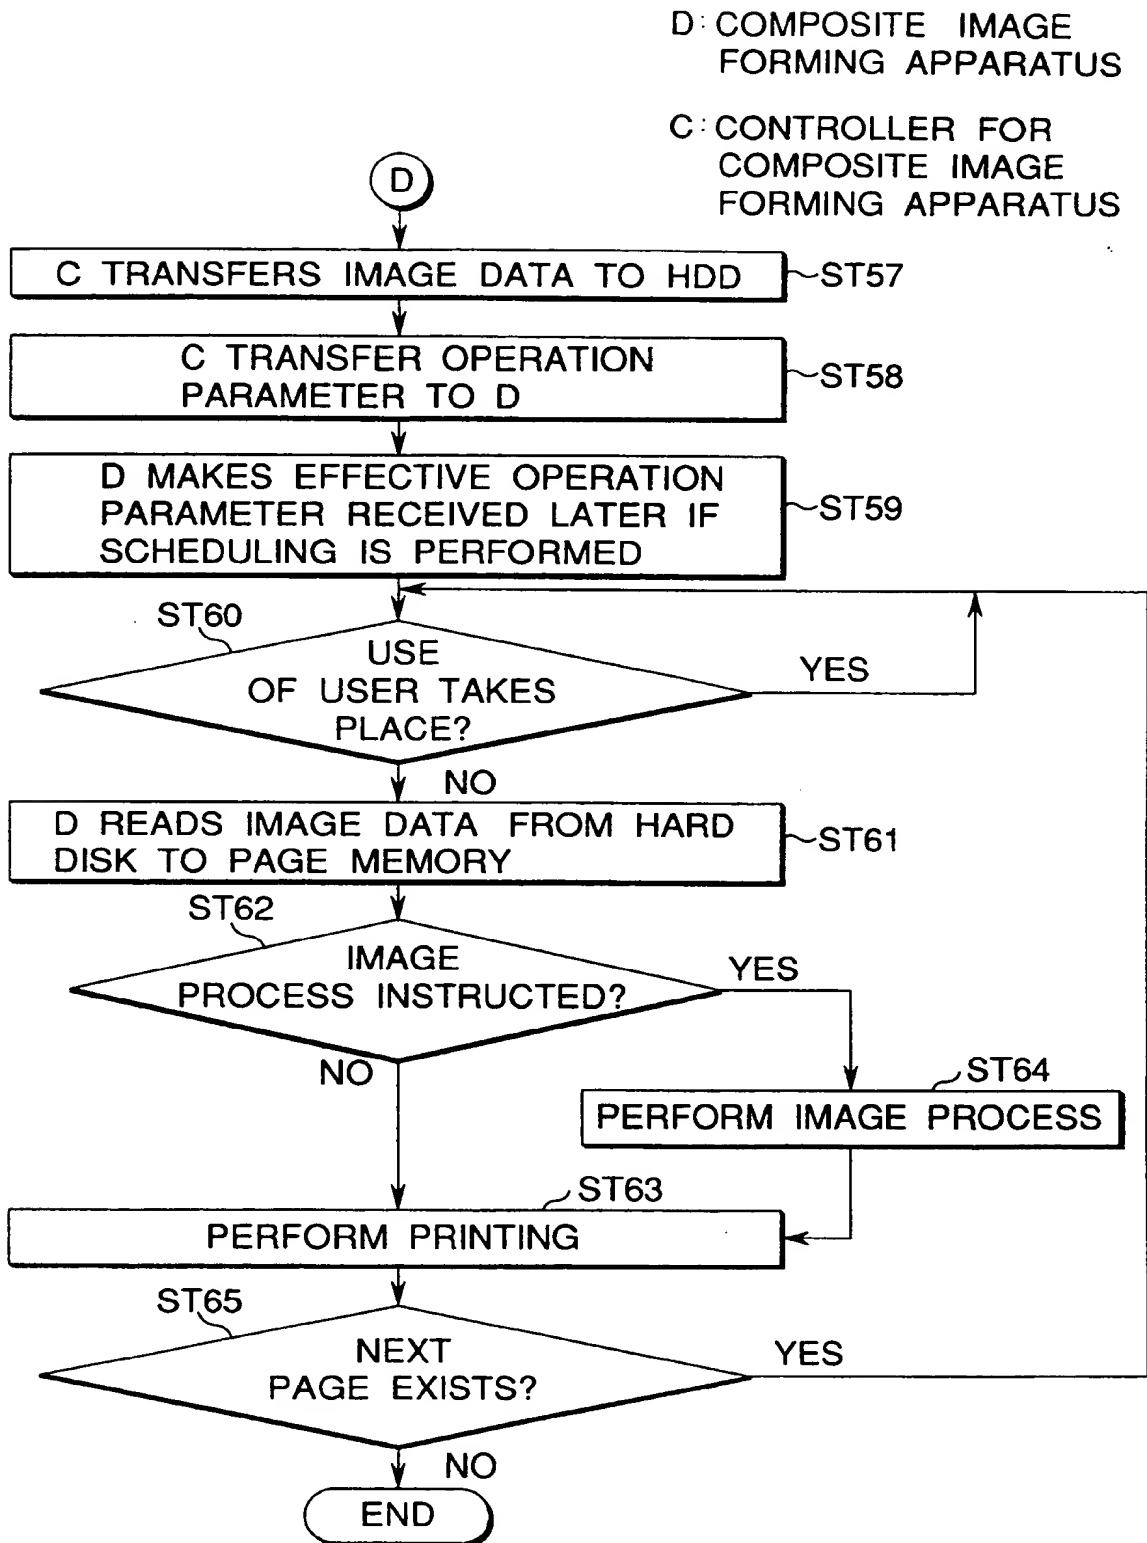 D: COMPOSITE IMAGE
FORMING APPARATUS
C: CONTROLLER FOR
COMPOSITE IMAGE
FORMING APPARATUS
D
C TRANSFERS IMAGE DATA TO HDD
ST57
C TRANSFER OPERATION
PARAMETER TO D
ST58
D MAKES EFFECTIVE OPERATION
PARAMETER RECEIVED LATER IF
SCHEDULING IS PERFORMED
ST59
ST60
USE
OF USER TAKES
PLACE?
YES
NO
D READS IMAGE DATA FROM HARD
DISK TO PAGE MEMORY
ST61
ST62
IMAGE
PROCESS INSTRUCTED?
YES
NO
ST64
PERFORM IMAGE PROCESS
ST63
PERFORM PRINTING
ST65
NEXT
PAGE EXISTS?
YES
NO
END